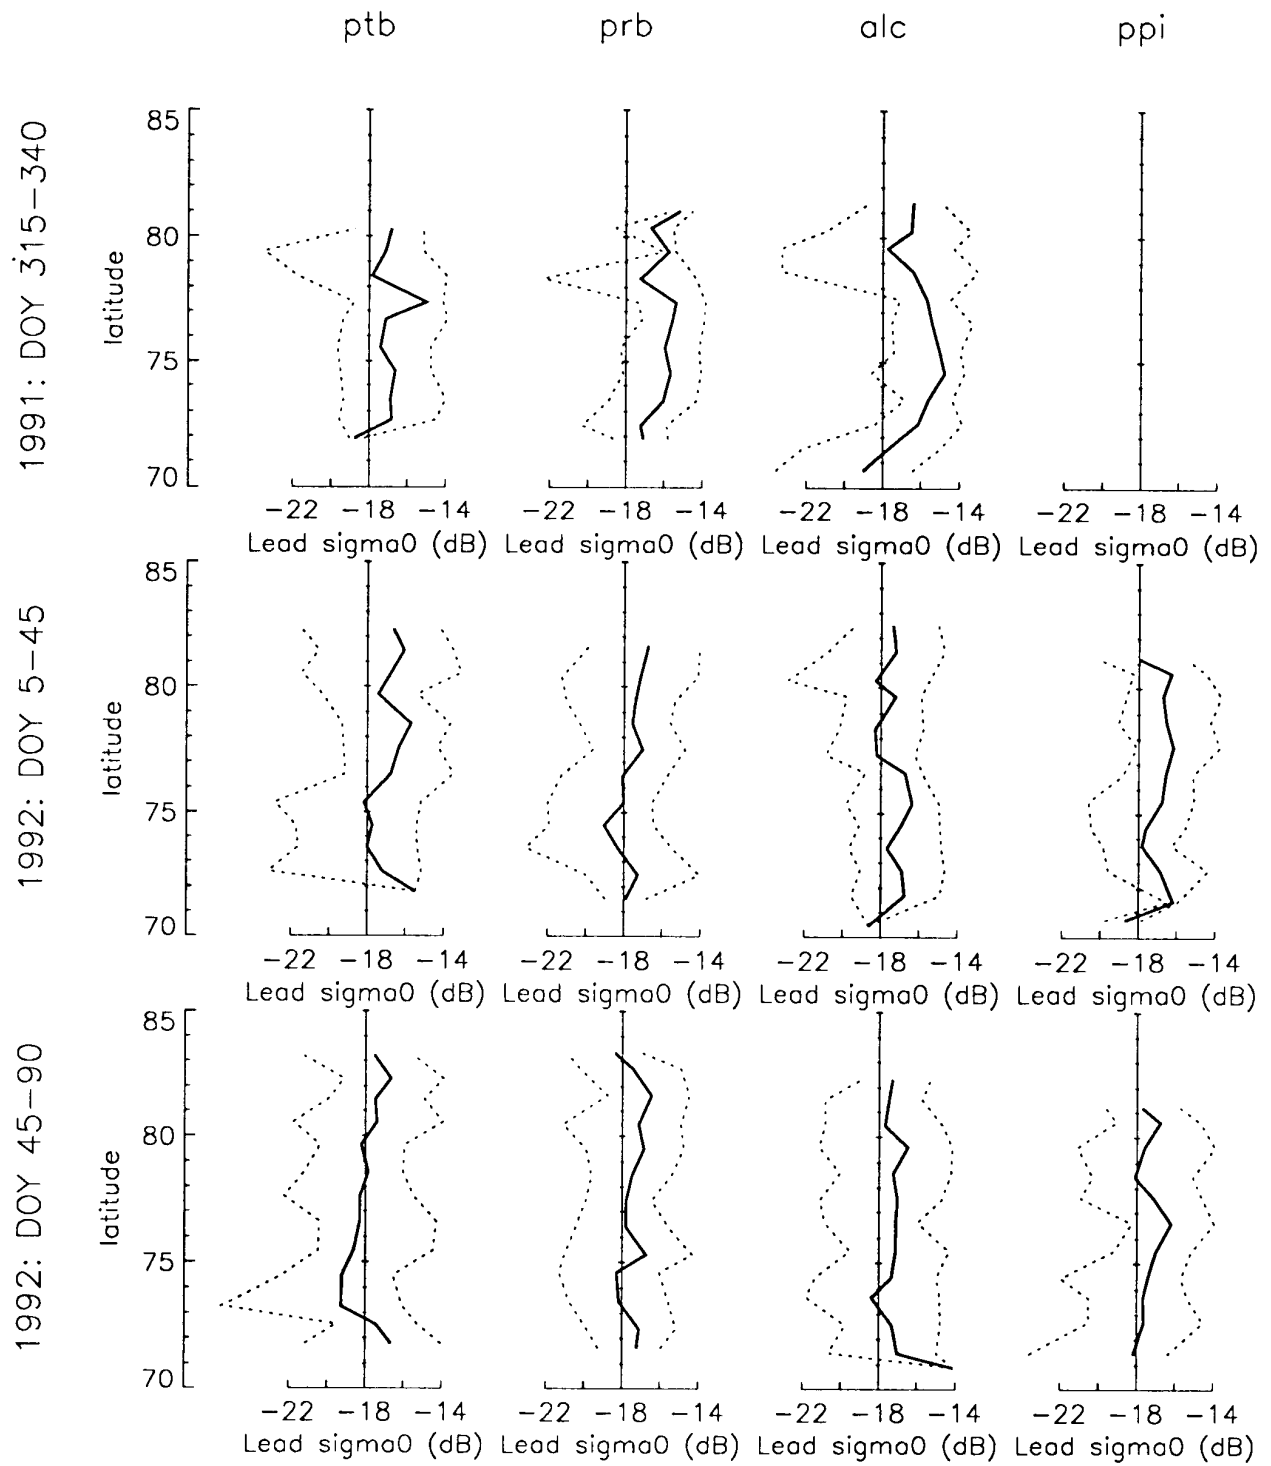 ptb prb alc ppi
1991: DOY 315-340
latitude
85
80
75
70
-22 -18 -14 -22 -18 -14 -22 -18 -14 -22 -18 -14
Lead sigma0 (dB) Lead sigma0 (dB) Lead sigma0 (dB) Lead sigma0 (dB)
1992: DOY 5-45
latitude
85
80
75
70
-22 -18 -14 -22 -18 -14 -22 -18 -14 -22 -18 -14
Lead sigma0 (dB) Lead sigma0 (dB) Lead sigma0 (dB) Lead sigma0 (dB)
1992: DOY 45-90
latitude
85
80
75
70
-22 -18 -14 -22 -18 -14 -22 -18 -14 -22 -18 -14
Lead sigma0 (dB) Lead sigma0 (dB) Lead sigma0 (dB) Lead sigma0 (dB)